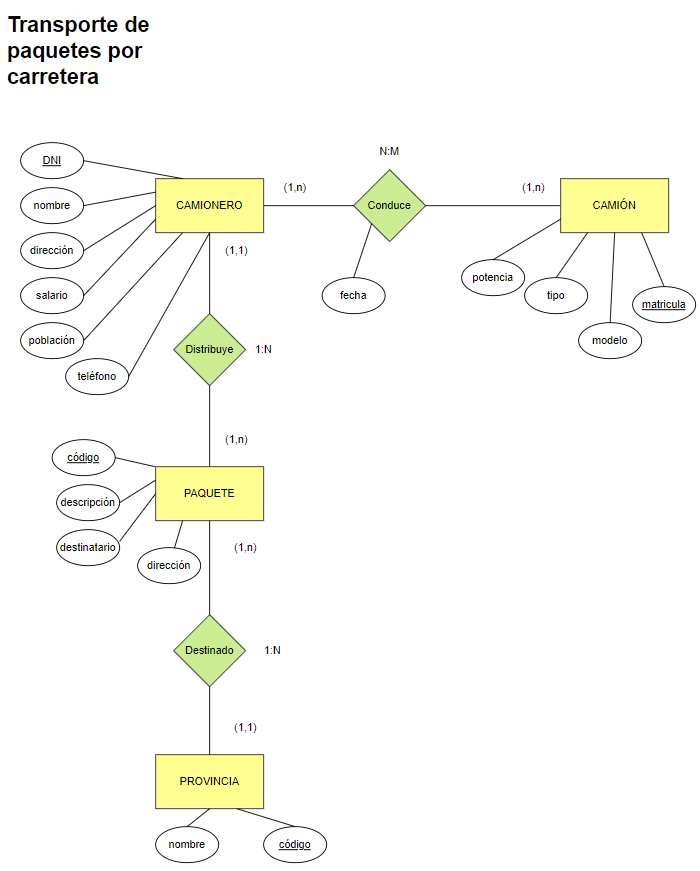 Transporte de
paquetes por
carretera
N:M
DNI
nombre
dirección
salario
población
teléfono
CAMIONERO
(1,n)
Conduce
(1,n)
CAMIÓN
fecha
potencia
tipo
modelo
matricula
(1,1)
Distribuye
1:N
(1,n)
código
descripción
destinatario
dirección
PAQUETE
(1,n)
Destinado
1:N
(1,1)
PROVINCIA
nombre
código